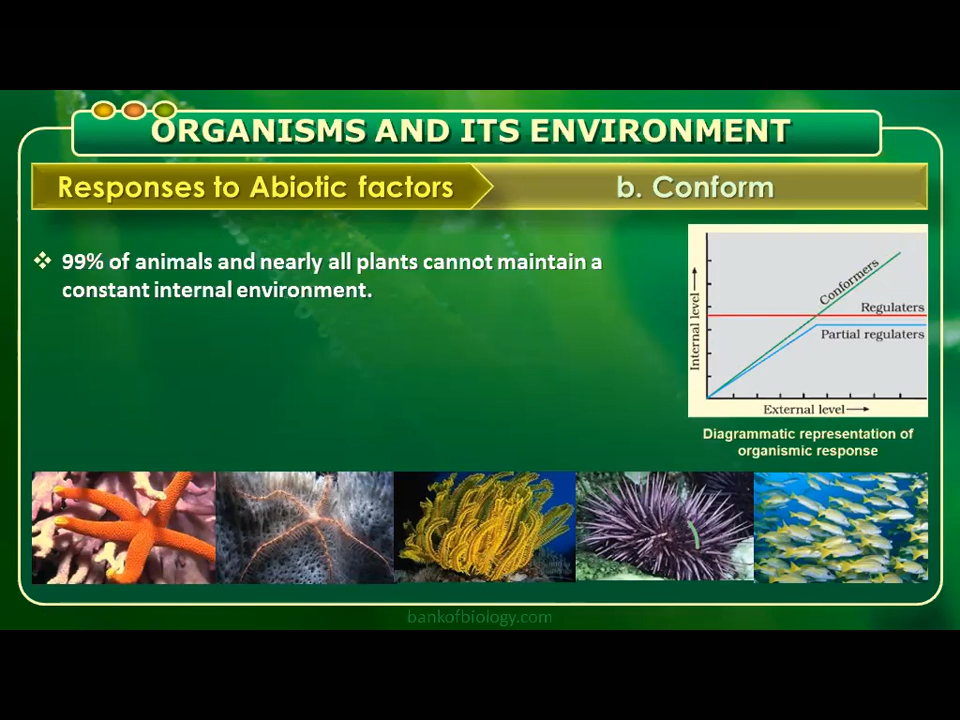 ORGANISMS AND ITS ENVIRONMENT
Responses to Abiotic factors
b. Conform
❖ 99% of animals and nearly all plants cannot maintain a
constant internal environment.
Internal level
Conformers
Regulaters
Partial regulaters
External level
Diagrammatic representation of
organismic response
bankofbiology.com